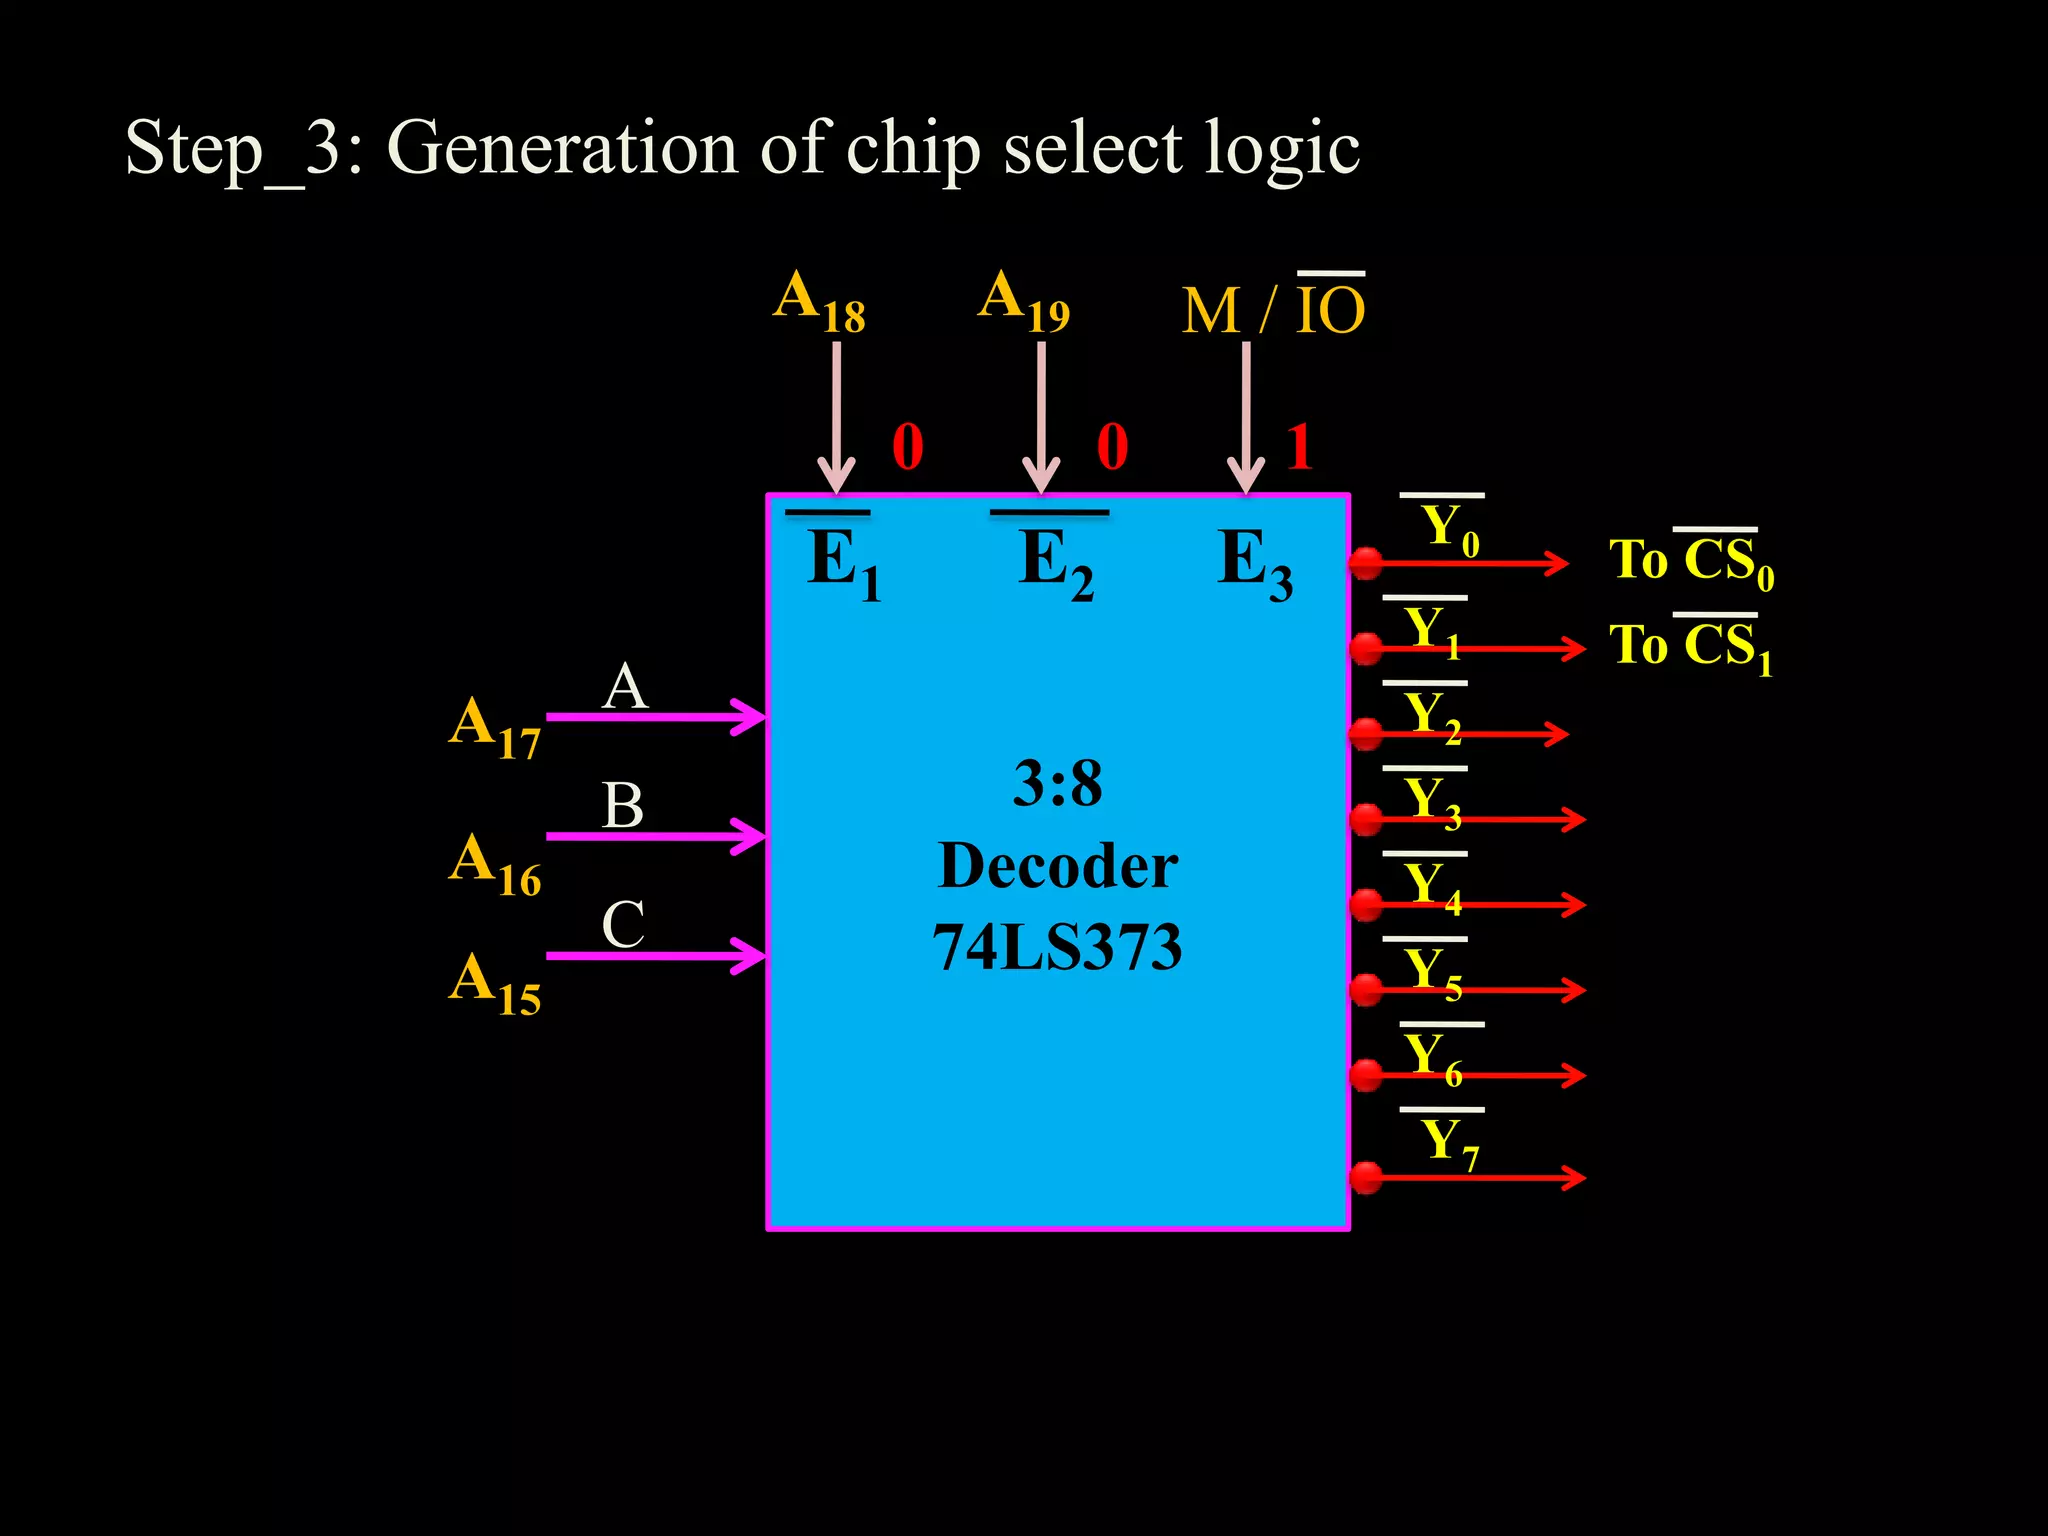 Step_3: Generation of chip select logic
A18 A19 M / IO
0 0 1
E1 E2 E3
Y0
To CS0
Y1
To CS1
A
A17
Y2
B
A16
3:8
Decoder
74LS373
Y3
Y4
C
A15
Y5
Y6
Y7